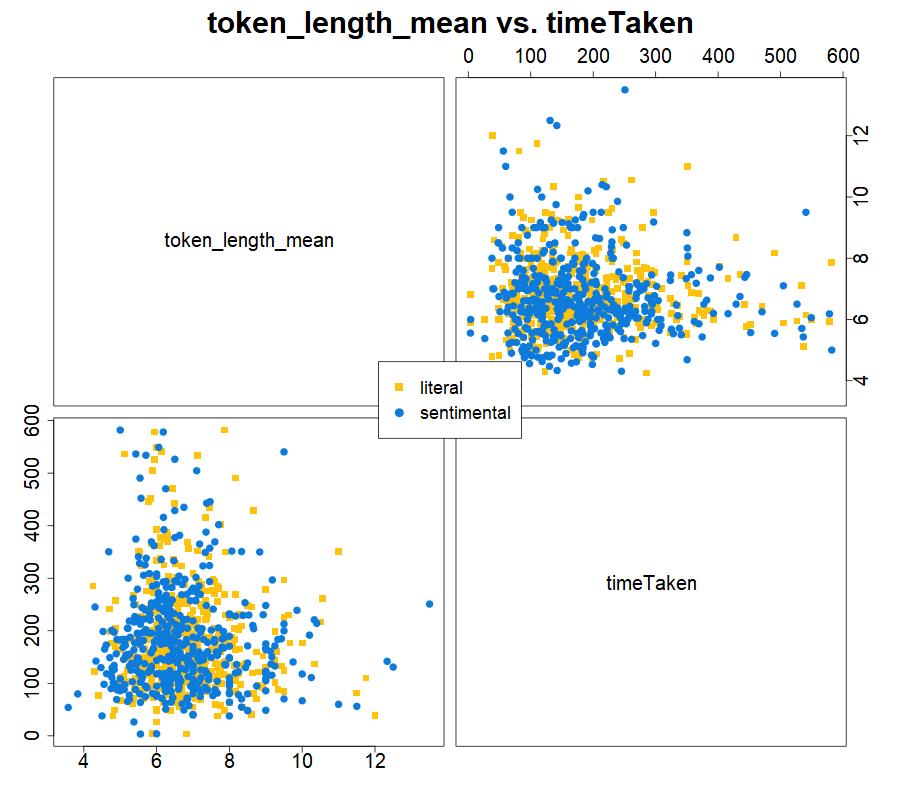 token_length_mean vs. timeTaken
0 100 200 300 400 500 600
token_length_mean
4 6 8 10 12
literal
sentimental
0 100 200 300 400 500 600
timeTaken
4 6 8 10 12